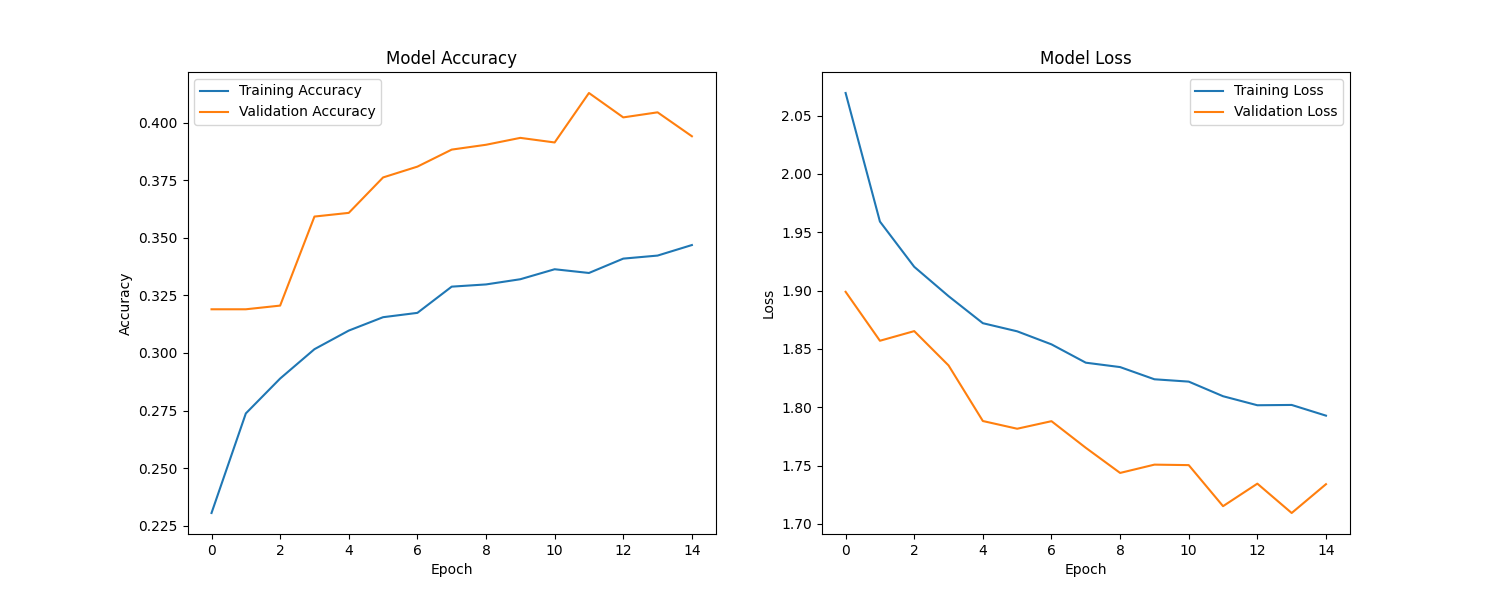 Model Accuracy
Training Accuracy
Validation Accuracy
0.400
0.375
0.350
0.325
0.300
0.275
0.250
0.225
Accuracy
0 2 4 6 8 10 12 14
Epoch
Model Loss
Training Loss
Validation Loss
2.05
2.00
1.95
1.90
1.85
1.80
1.75
1.70
Loss
0 2 4 6 8 10 12 14
Epoch